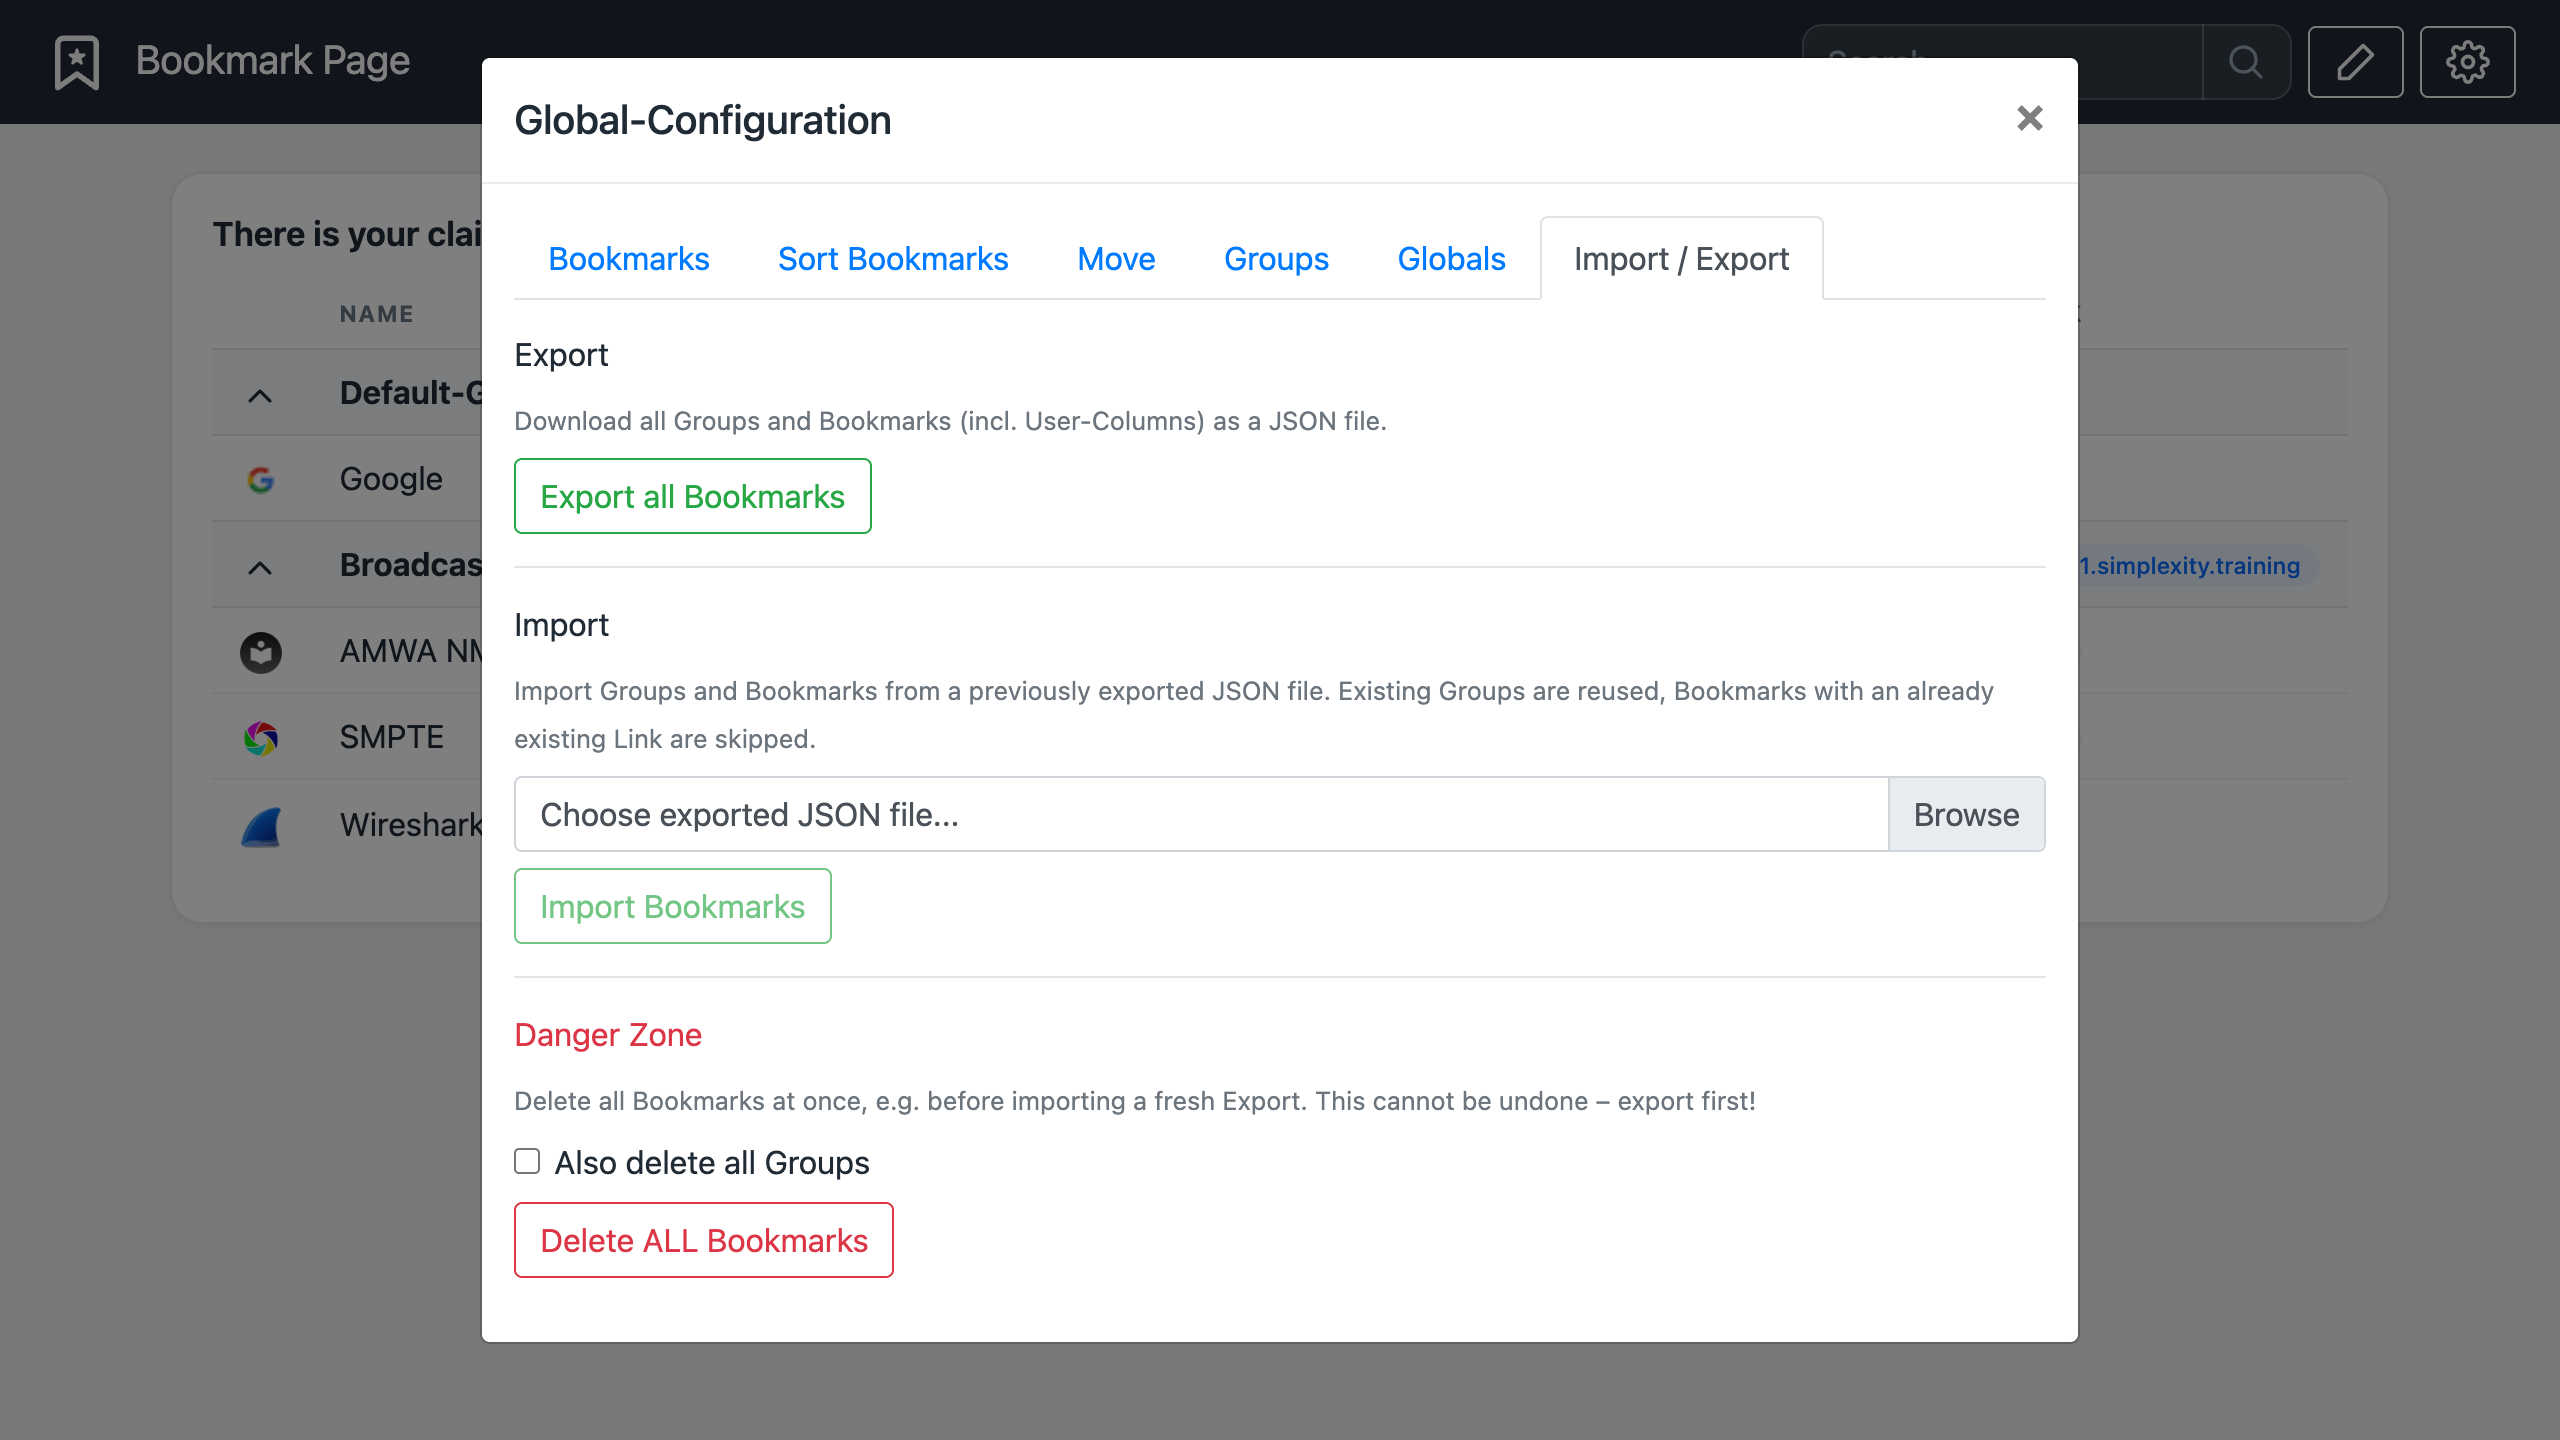 Bookmark Page
Global-Configuration
There is your
Bookmarks
Sort Bookmarks
Move
Groups
Globals
Import / Export
NAME
Export
Download all Groups and Bookmarks (incl. User-Columns) as a JSON file.
Export all Bookmarks
Google
Import
Import Groups and Bookmarks from a previously exported JSON file. Existing Groups are reused, Bookmarks with an already
existing Link are skipped.
Choose exported JSON file...
Browse
Import Bookmarks
1.simplexity.training
AMWA
SMPTE
Wireshark
Danger Zone
Delete all Bookmarks at once, e.g. before importing a fresh Export. This cannot be undone – export first!
Also delete all Groups
Delete ALL Bookmarks